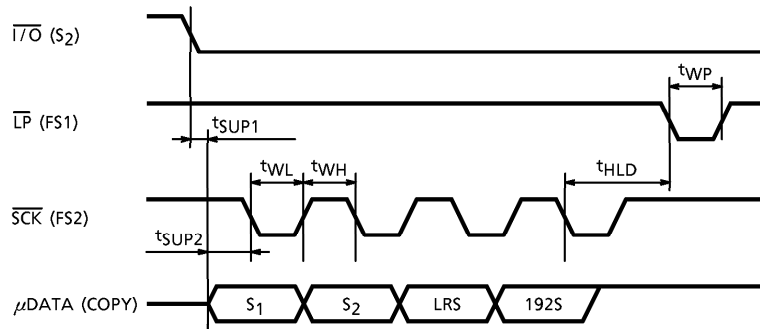 I/O (S2)
tWP
LP (FS1)
tSUP1
tWL tWH
tHLD
SCK (FS2)
tSUP2
μDATA (COPY)
S1 S2 LRS 192S